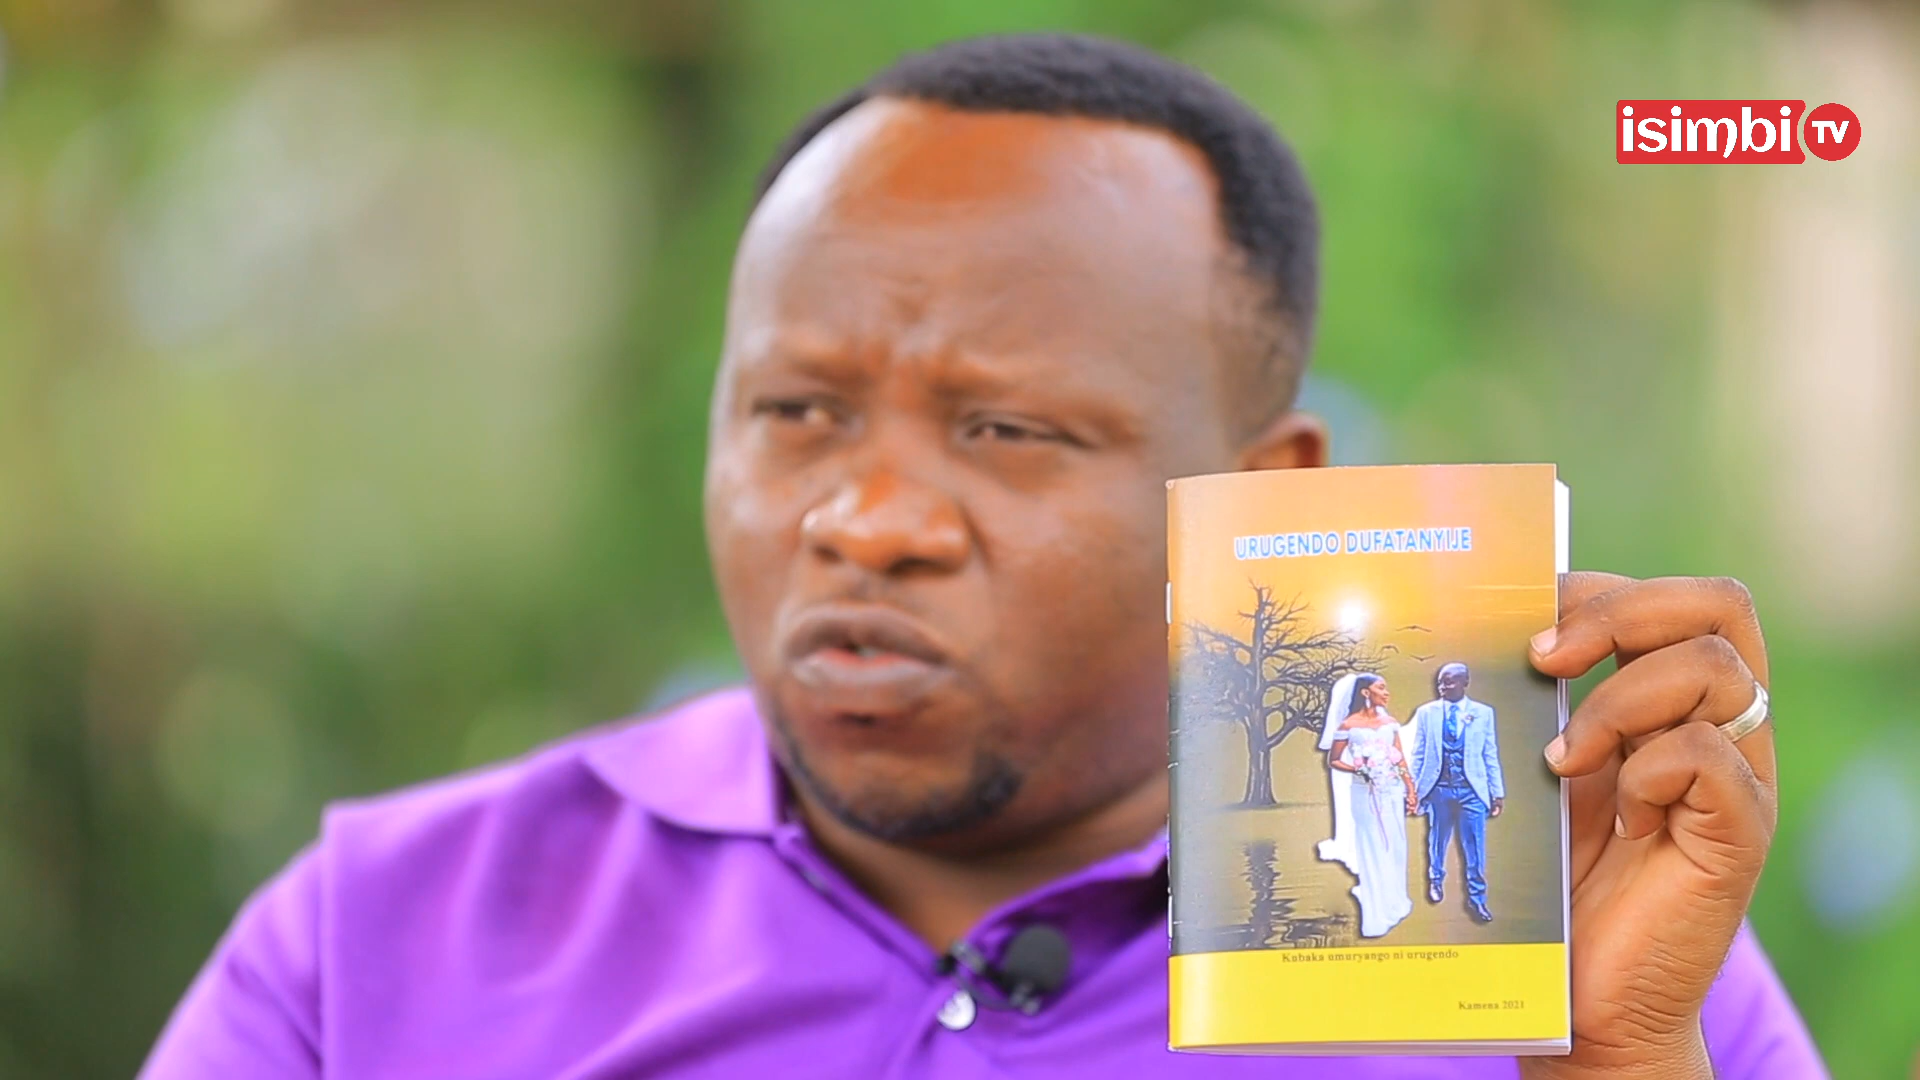 isimbi TV
URUGENDO DUFATANYIJE
Kubaka umuryango ni urugendo
Kamena 2021